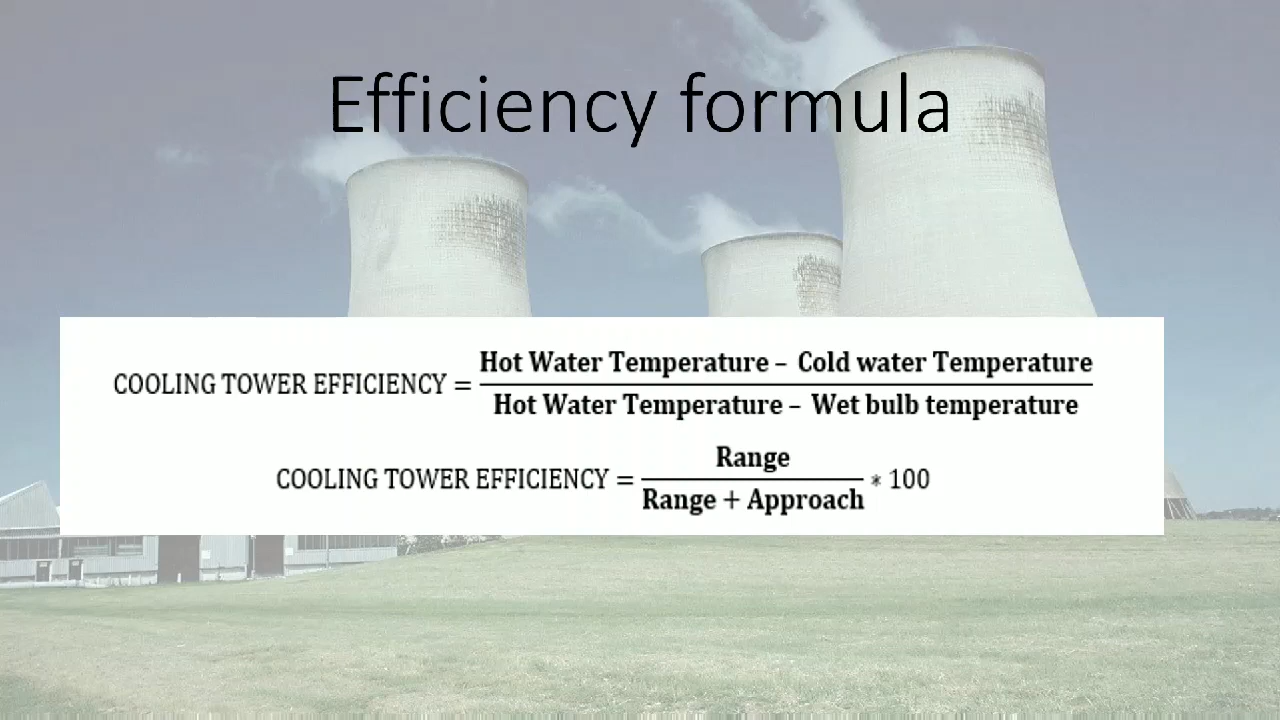 Efficiency formula
COOLING TOWER EFFICIENCY = Hot Water Temperature – Cold water Temperature
Hot Water Temperature – Wet bulb temperature
COOLING TOWER EFFICIENCY = Range
Range + Approach
∗ 100